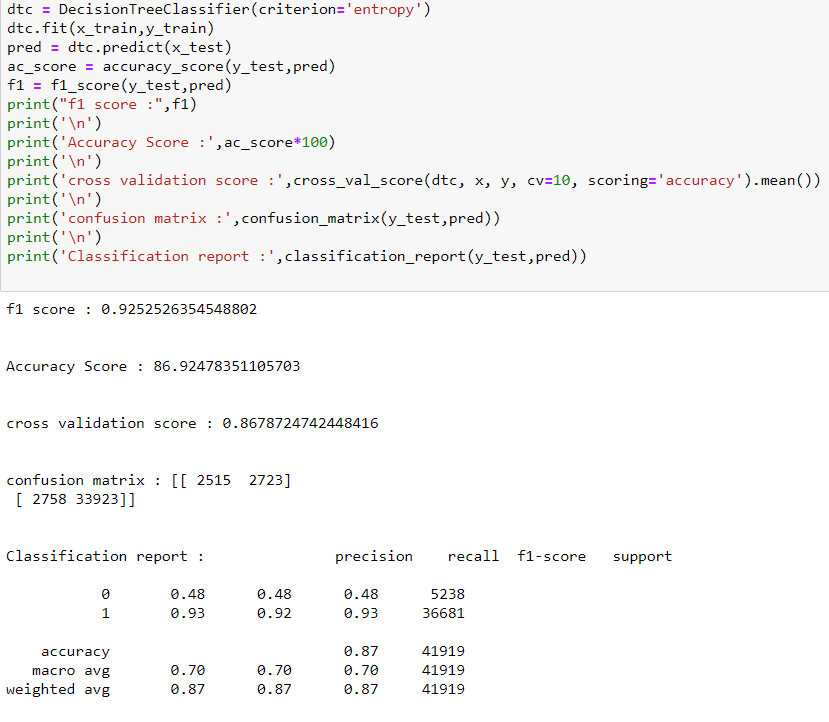 dtc = DecisionTreeClassifier(criterion='entropy')
dtc.fit(x_train,y_train)
pred = dtc.predict(x_test)
ac_score = accuracy_score(y_test,pred)
f1 = f1_score(y_test,pred)
print("f1 score :",f1)
print('\n')
print('Accuracy Score :',ac_score*100)
print('\n')
print('cross validation score :',cross_val_score(dtc, x, y, cv=10, scoring='accuracy').mean())
print('\n')
print('confusion matrix :',confusion_matrix(y_test,pred))
print('\n')
print('Classification report :',classification_report(y_test,pred))
f1 score : 0.9252526354548802
Accuracy Score : 86.92478351105703
cross validation score : 0.8678724742448416
confusion matrix : [[ 2515  2723]
 [ 2758 33923]]
Classification report :               precision    recall  f1-score   support
           0       0.48      0.48      0.48      5238
           1       0.93      0.92      0.93     36681
    accuracy                           0.87     41919
   macro avg       0.70      0.70      0.70     41919
weighted avg       0.87      0.87      0.87     41919